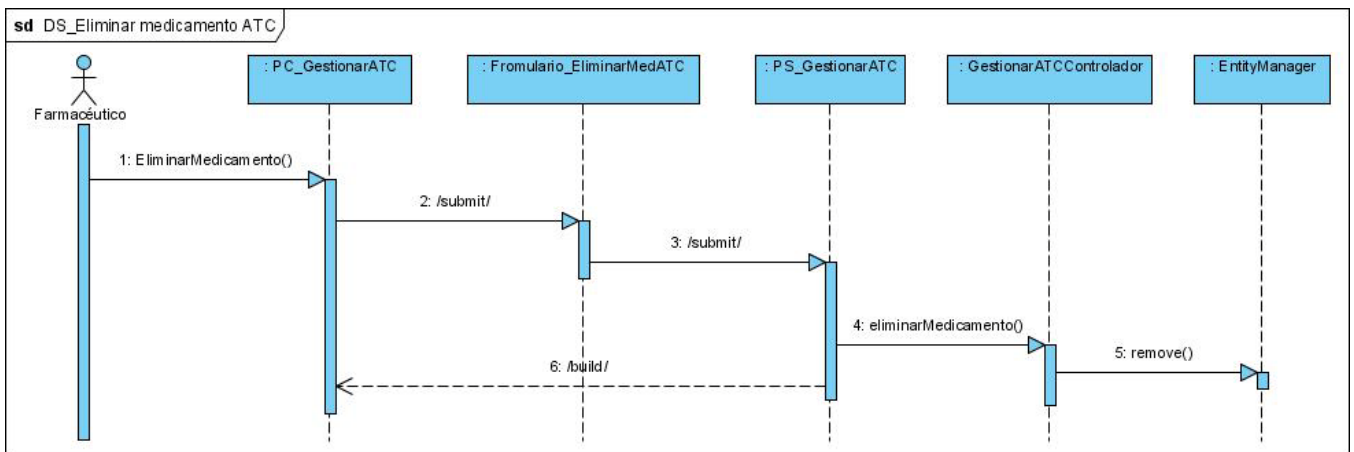 sd DS_Eliminar medicamento ATC
: PC_GestionarATC
: Fromulario_EliminarMedATC
: PS_GestionarATC
: GestionarATCControlador
: EntityManager
Farmacéutico
1: EliminarMedicamento()
2: /submit/
3: /submit/
4: eliminarMedicamento()
5: remove()
6: /build/